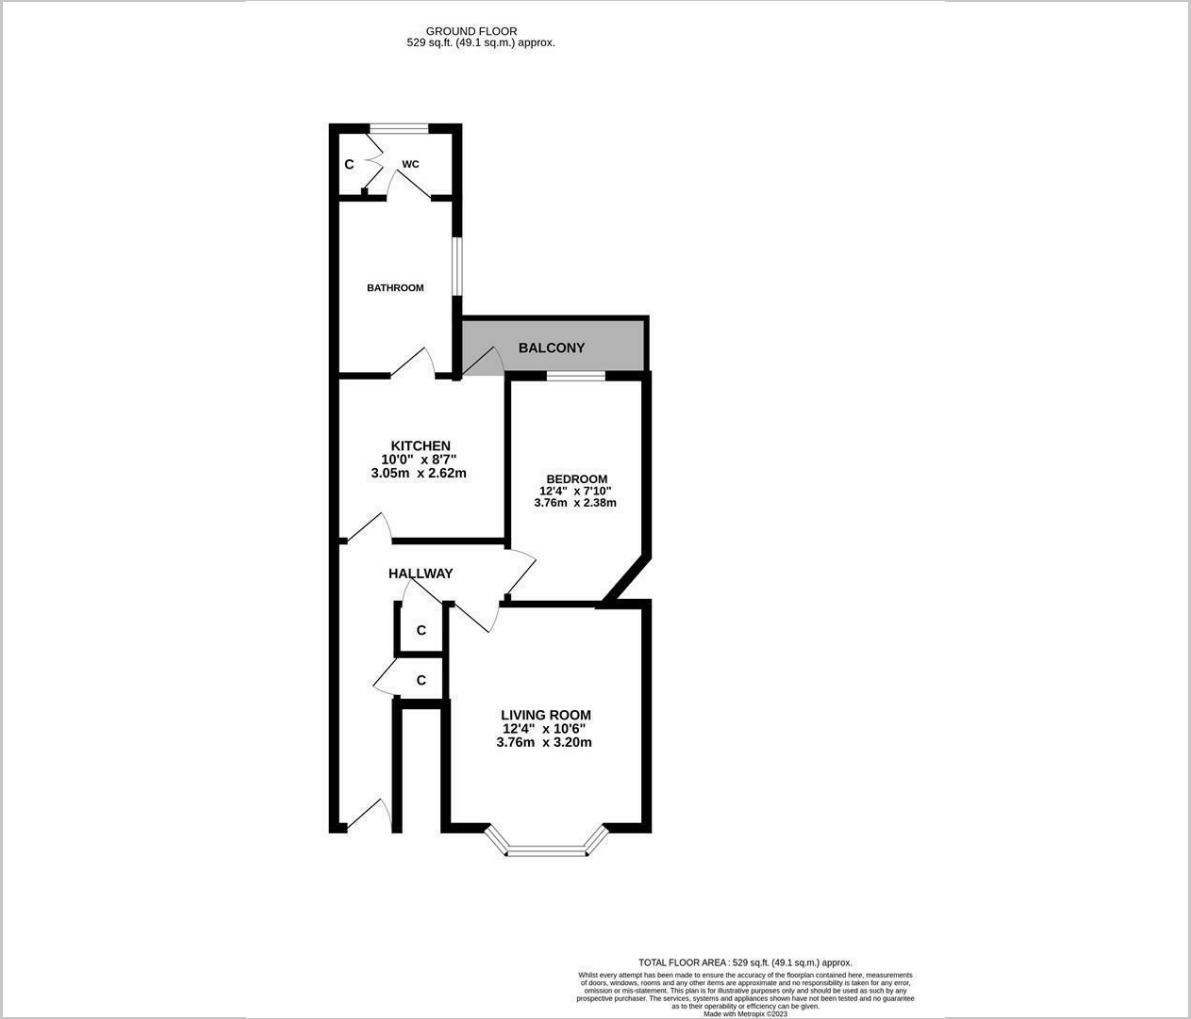 GROUND FLOOR
529 sq.ft. (49.1 sq.m.) approx.
C
WC
BATHROOM
BALCONY
KITCHEN
10'0" x 8'7"
3.05m x 2.62m
BEDROOM
12'4" x 7'10"
3.76m x 2.38m
HALLWAY
C
C
LIVING ROOM
12'4" x 10'6"
3.76m x 3.20m
TOTAL FLOOR AREA : 529 sq.ft. (49.1 sq.m.) approx.
Whilst every attempt has been made to ensure the accuracy of the floorplan contained here, measurements
of doors, windows, rooms and any other items are approximate and no responsibility is taken for any error,
omission or mis-statement. This plan is for illustrative purposes only and should be used as such by any
prospective purchaser. The services, systems and appliances shown have not been tested and no guarantee
as to their operability or efficiency can be given.
Made with Metropix ©2023